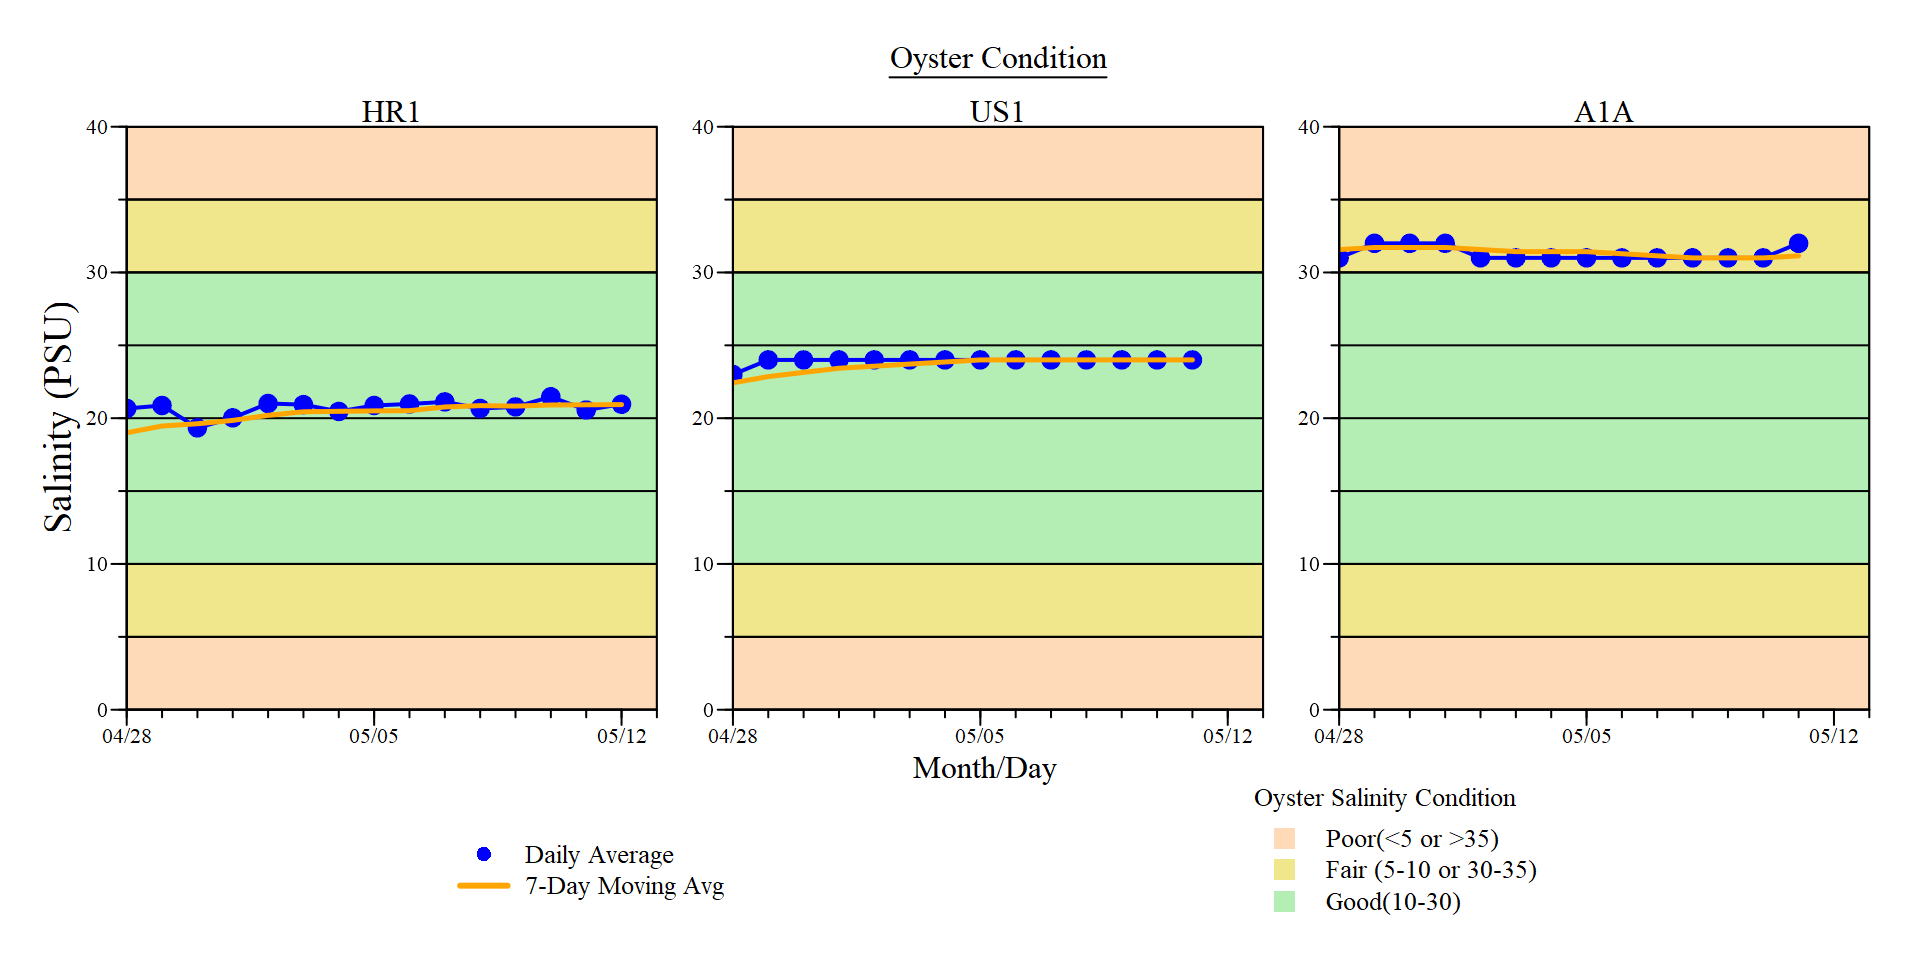 Oyster Condition
HR1
US1
A1A
Salinity (PSU)
40
30
20
10
0
04/28
05/05
05/12
40
30
20
10
0
04/28
05/05
05/12
40
30
20
10
0
04/28
05/05
05/12
Month/Day
Daily Average
7-Day Moving Avg
Oyster Salinity Condition
Poor(<5 or >35)
Fair (5-10 or 30-35)
Good(10-30)